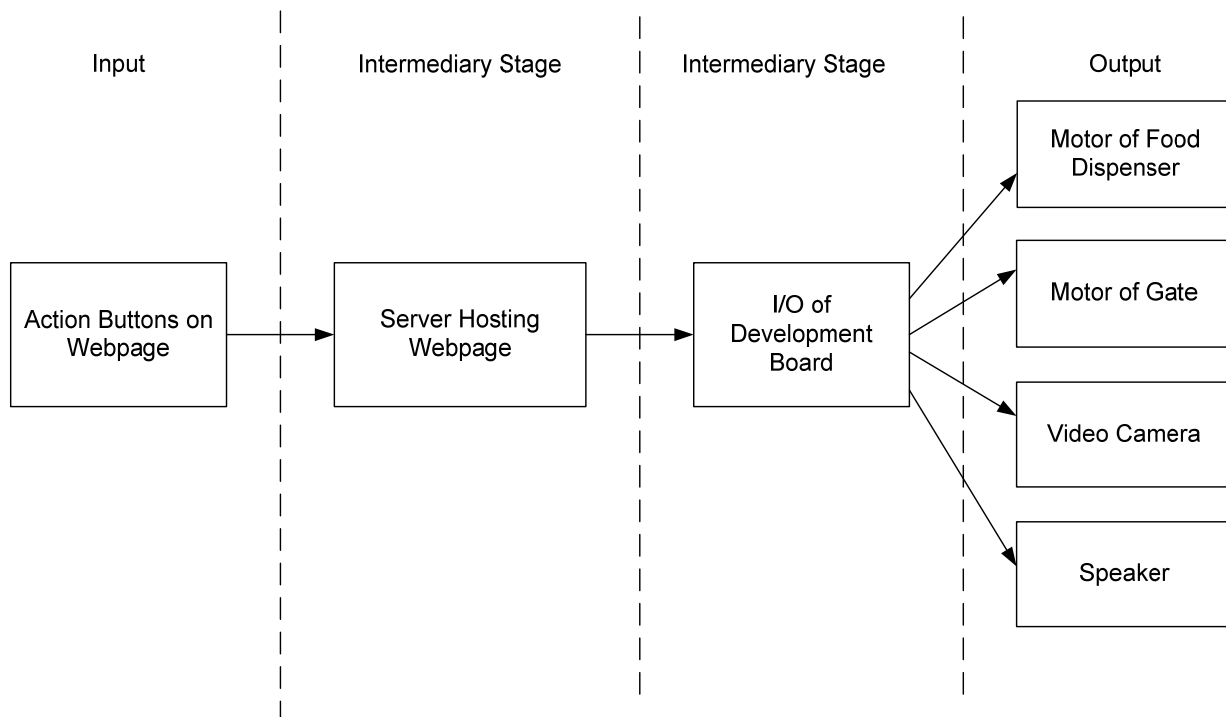 Input
Intermediary Stage
Intermediary Stage
Output
Action Buttons on
Webpage
Server Hosting
Webpage
I/O of
Development
Board
Motor of Food
Dispenser
Motor of Gate
Video Camera
Speaker